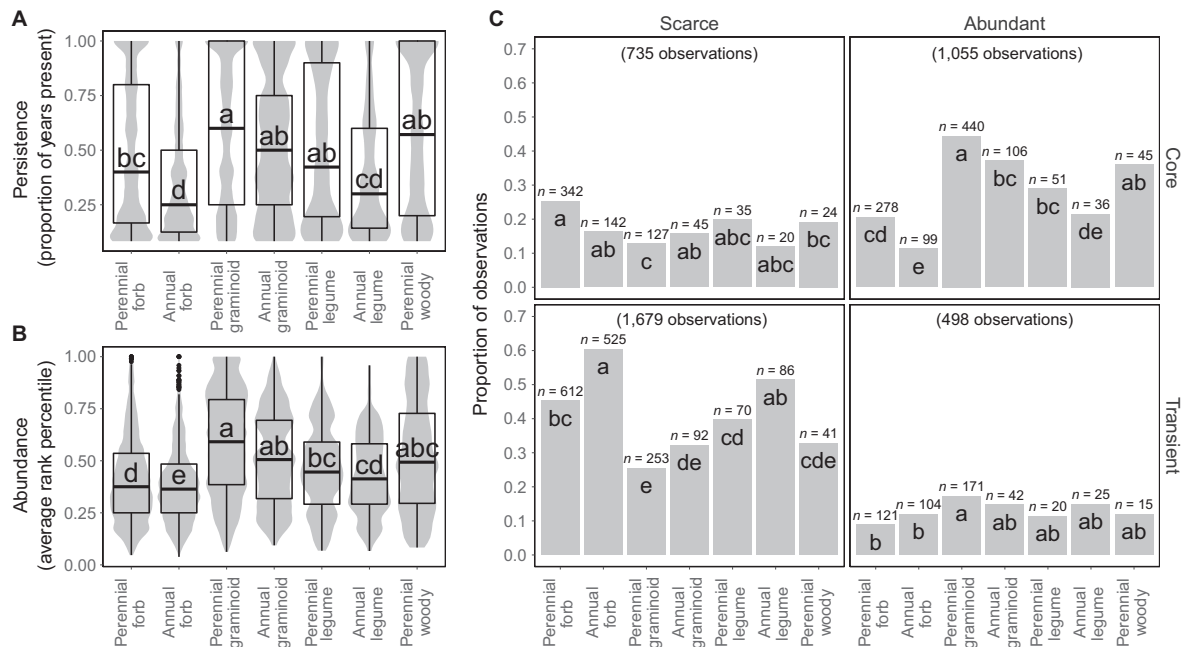 A
Persistence
(proportion of years present)
1.00
0.75
0.50
0.25
bc
d
a
ab
ab
cd
ab
Perennial
forb
Annual
forb
Perennial
graminoid
Annual
graminoid
Perennial
legume
Annual
legume
Perennial
woody
B
Abundance
(average rank percentile)
1.00
0.75
0.50
0.25
0.00
d
e
a
ab
bc
cd
abc
Perennial
forb
Annual
forb
Perennial
graminoid
Annual
graminoid
Perennial
legume
Annual
legume
Perennial
woody
C
Scarce
Abundant
Core
Transient
Proportion of observations
0.7
0.6
0.5
0.4
0.3
0.2
0.1
0.0
(735 observations)
n = 342
n = 142
n = 127
n = 45
n = 35
n = 20
n = 24
a
ab
c
ab
abc
abc
bc
(1,055 observations)
n = 278
n = 99
n = 440
n = 106
n = 51
n = 36
n = 45
cd
e
a
bc
bc
de
ab
0.7
0.6
0.5
0.4
0.3
0.2
0.1
0.0
(1,679 observations)
n = 612
n = 525
n = 253
n = 92
n = 70
n = 86
n = 41
bc
a
e
de
cd
ab
cde
(498 observations)
n = 121
n = 104
n = 171
n = 42
n = 20
n = 25
n = 15
b
b
a
ab
ab
ab
ab
Perennial
forb
Annual
forb
Perennial
graminoid
Annual
graminoid
Perennial
legume
Annual
legume
Perennial
woody
Perennial
forb
Annual
forb
Perennial
graminoid
Annual
graminoid
Perennial
legume
Annual
legume
Perennial
woody